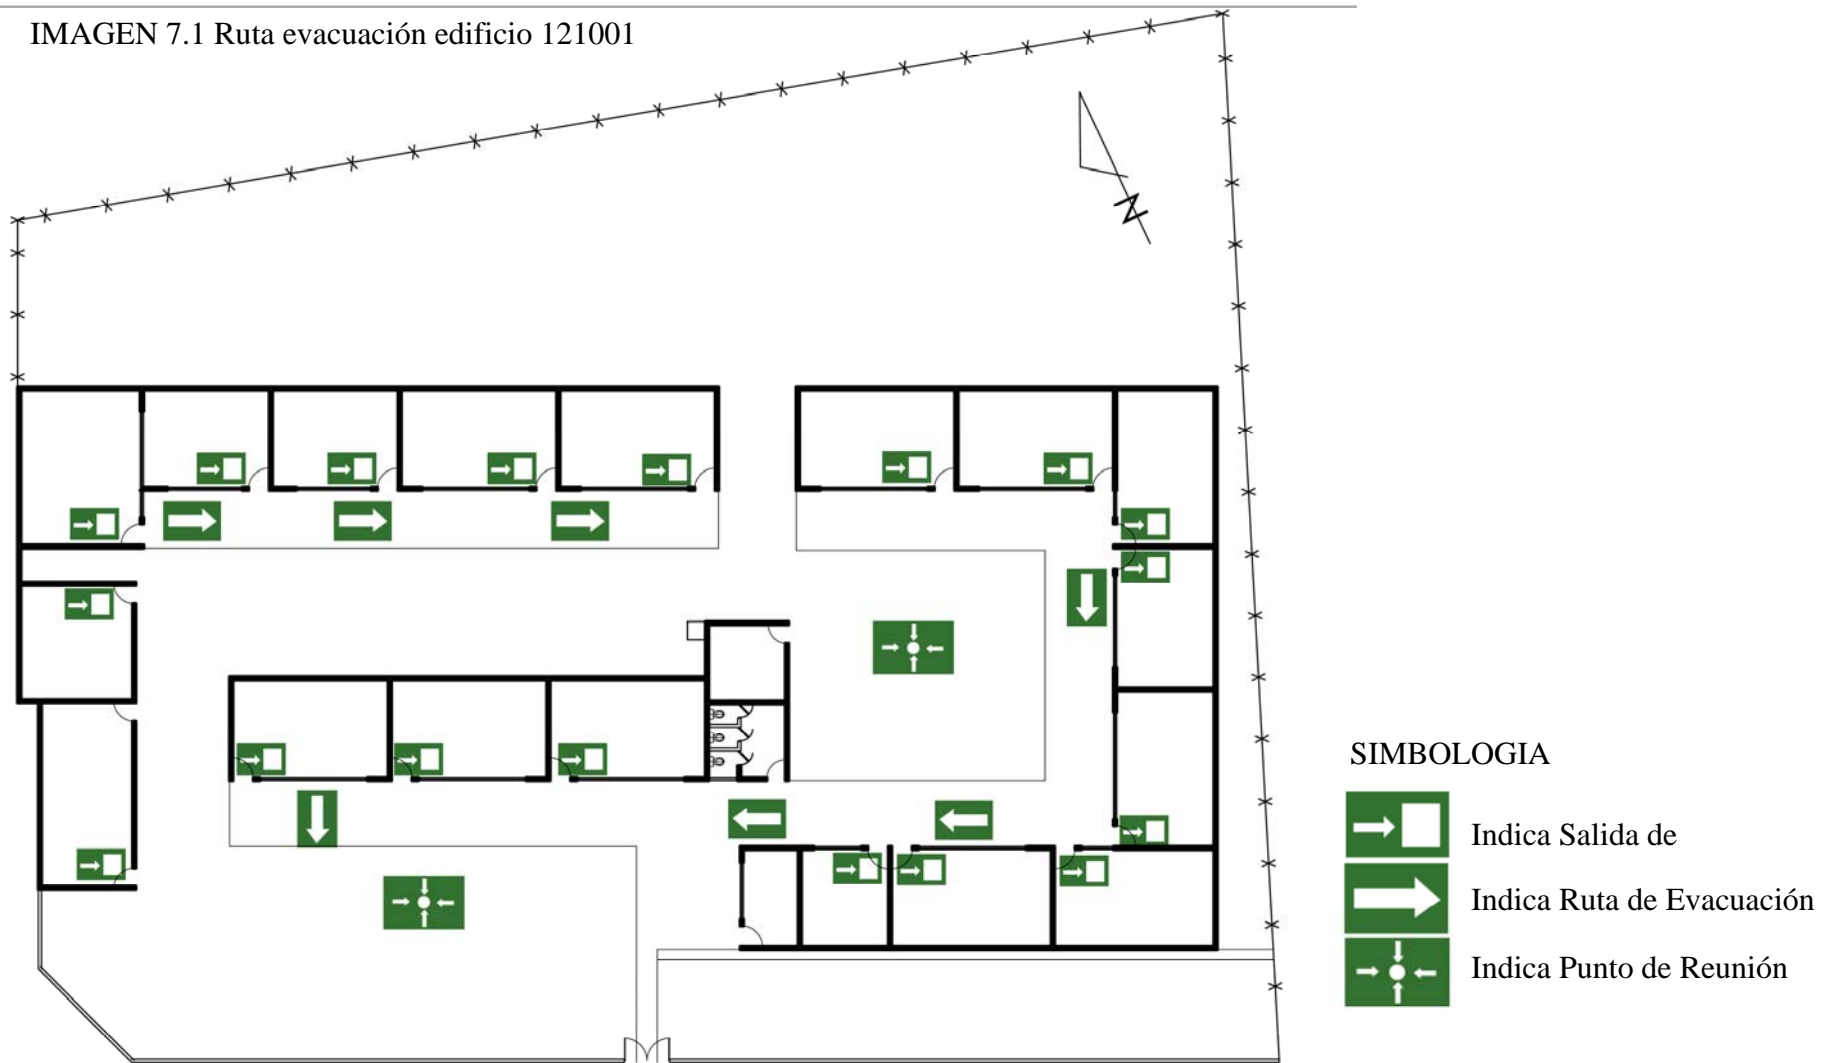 IMAGEN 7.1 Ruta evacuación edificio 121001
N
SIMBOLOGIA
Indica Salida de
Indica Ruta de Evacuación
Indica Punto de Reunión